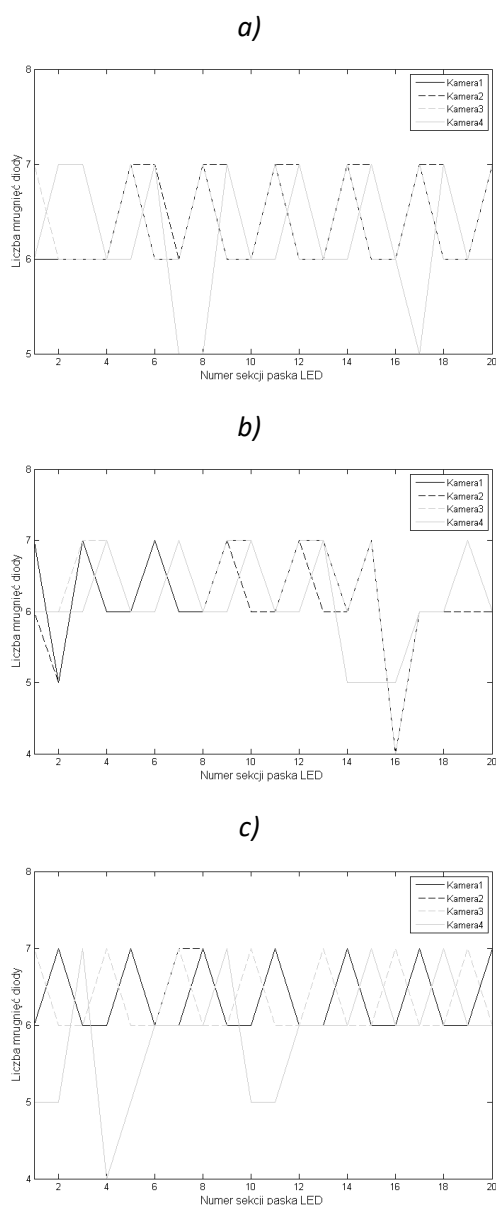 a)
8
Kamera1
Kamera2
Kamera3
Kamera4
7
Liczba mrugnięć diody
6
5
2 4 6 8 10 12 14 16 18 20
Numer sekcji paska LED
b)
8
Kamera1
Kamera2
Kamera3
Kamera4
7
Liczba mrugnięć diody
6
5
4
2 4 6 8 10 12 14 16 18 20
Numer sekcji paska LED
c)
8
Kamera1
Kamera2
Kamera3
Kamera4
7
Liczba mrugnięć diody
6
5
4
2 4 6 8 10 12 14 16 18 20
Numer sekcji paska LED